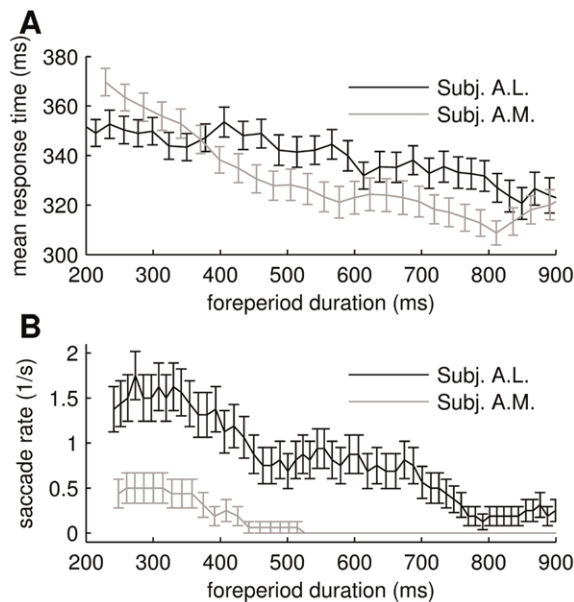 A
mean response time (ms)
380
360
340
320
300
Subj. A.L.
Subj. A.M.
200 300 400 500 600 700 800 900
foreperiod duration (ms)
B
saccade rate (1/s)
2
1.5
1
0.5
0
Subj. A.L.
Subj. A.M.
200 300 400 500 600 700 800 900
foreperiod duration (ms)